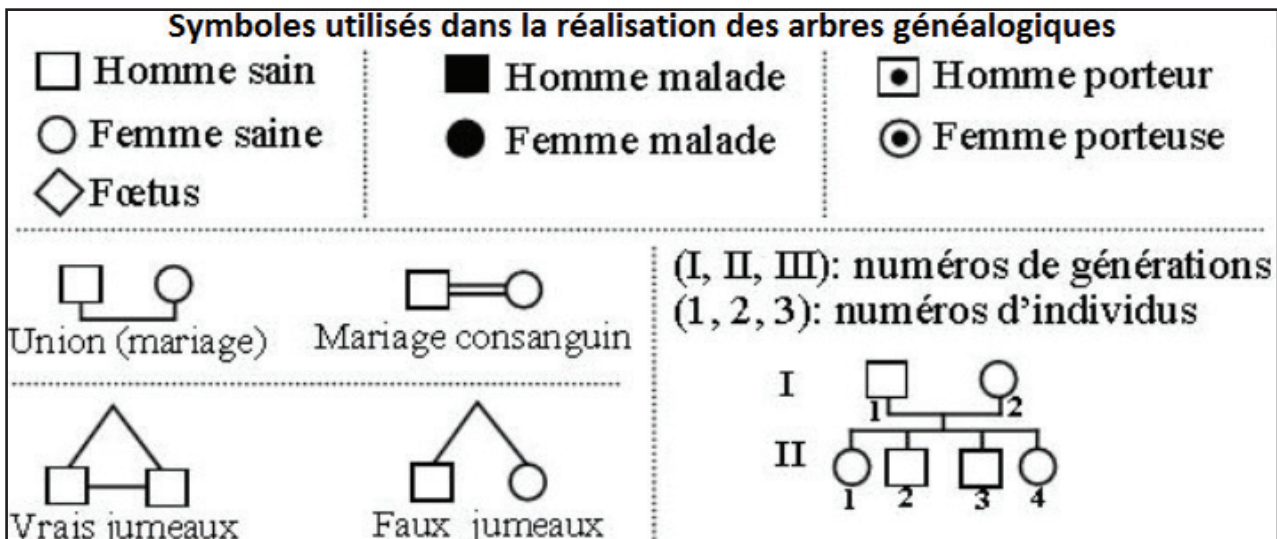 Symboles utilisés dans la réalisation des arbres généalogiques
Homme sain
Femme saine
Fœtus
Homme malade
Femme malade
Homme porteur
Femme porteuse
Union (mariage)
Mariage consanguin
Vrais jumeaux
Faux jumeaux
(I, II, III): numéros de générations
(1, 2, 3): numéros d'individus
I
1 2
II
1 2 3 4